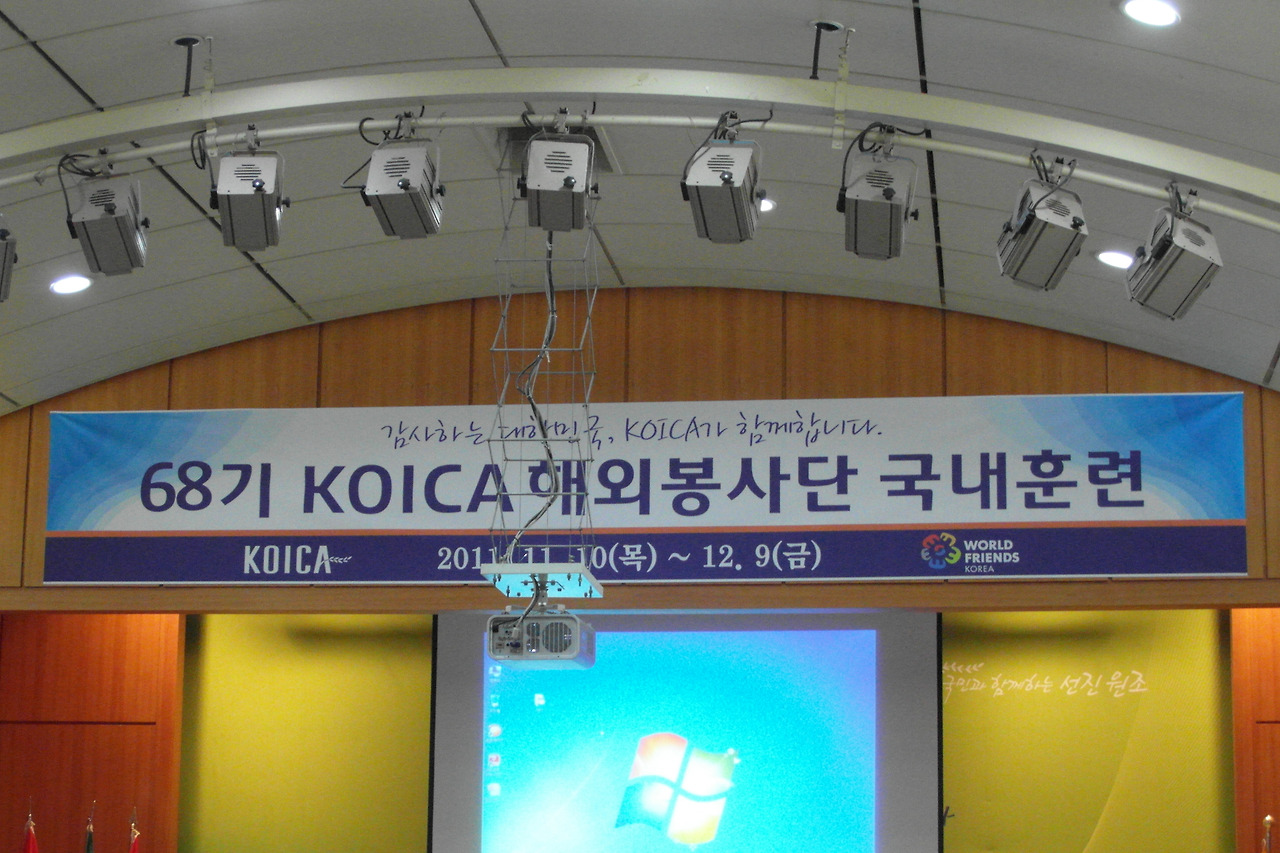 감사하는 대한민국, KOICA가 함께합니다.
68기 KOICA 해외봉사단 국내훈련
KOICA 2011. 11. 10(목) ~ 12. 9(금) WORLD FRIENDS KOREA
국민과 함께하는 선진 원조